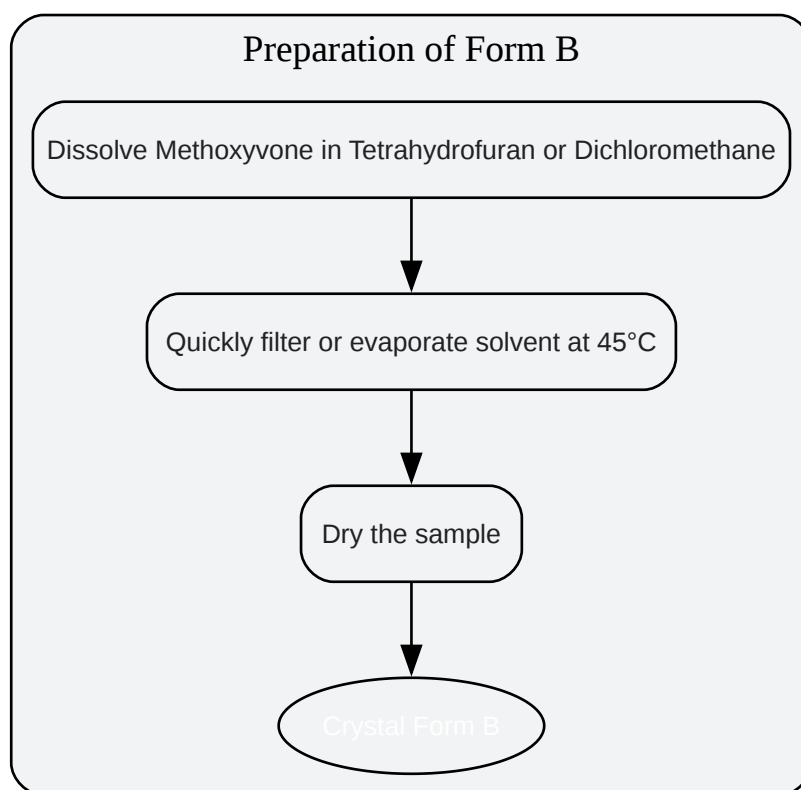 Preparation of Form B
Dissolve Methoxyvone in Tetrahydrofuran or Dichloromethane
Quickly filter or evaporate solvent at 45°C
Dry the sample
Crystal Form B